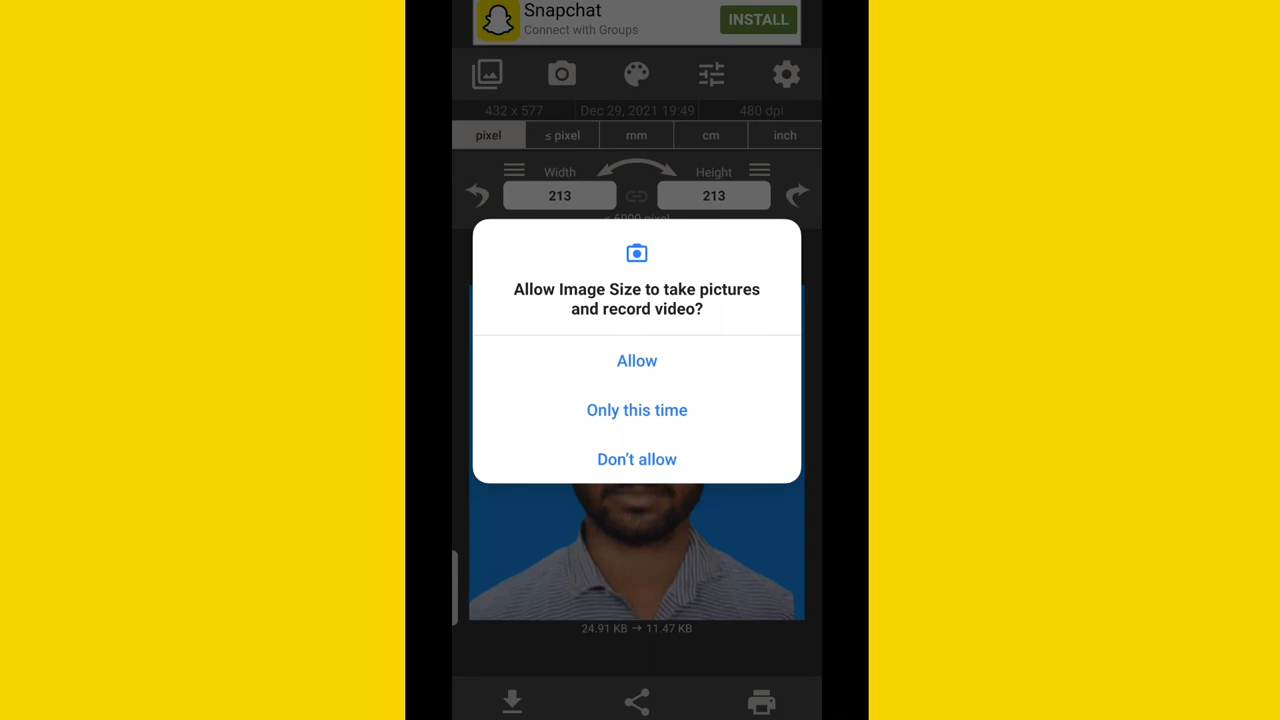 Snapchat
Connect with Groups
INSTALL
432 x 577 Dec 29, 2021 19:49 480 dpi
pixel ≤ pixel mm cm inch
Width Height
213 213
≤ 6000 pixel
Allow Image Size to take pictures
and record video?
Allow
Only this time
Don’t allow
24.91 KB → 11.47 KB